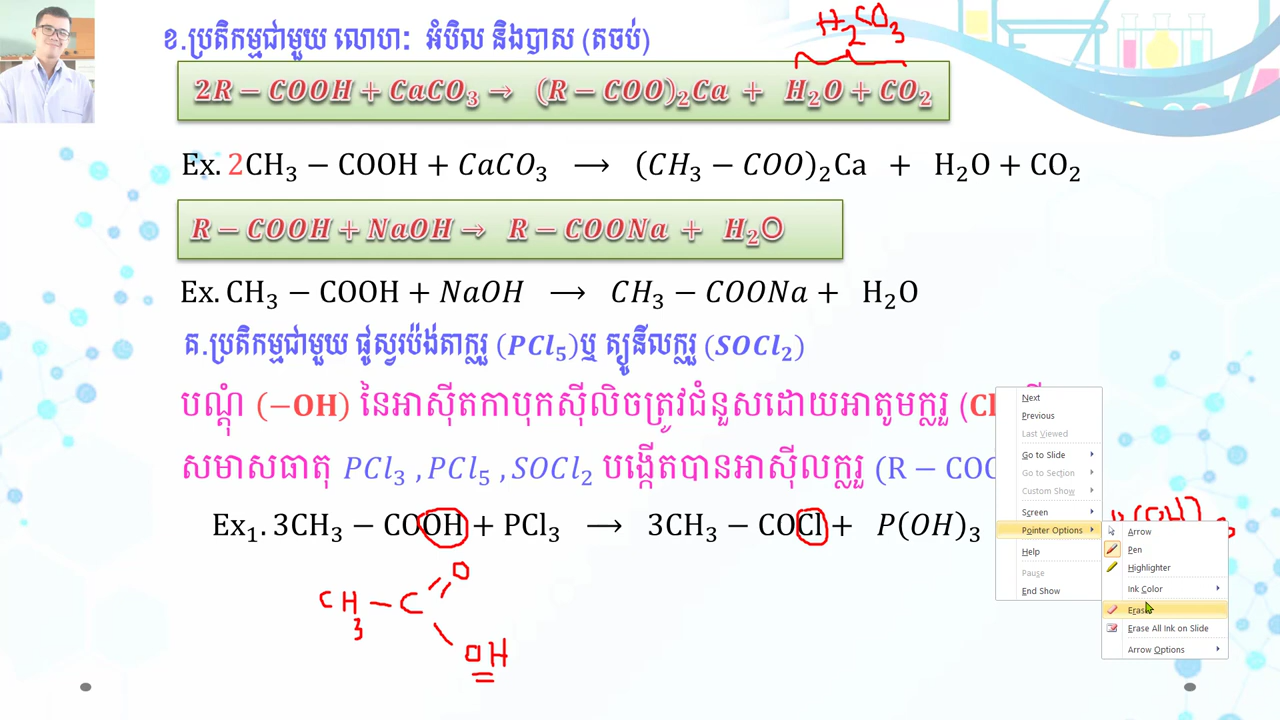 ខ.ប្រតិកម្មជាមួយ លោហៈ អំបិល និងបាស (តចប់)
H2CO3
2R − COOH + CaCO3 → (R − COO)2Ca + H2O + CO2
Ex. 2CH3 − COOH + CaCO3 ⟶ (CH3 − COO)2Ca + H2O + CO2
R − COOH + NaOH → R − COONa + H2O
Ex. CH3 − COOH + NaOH ⟶ CH3 − COONa + H2O
គ.ប្រតិកម្មជាមួយ ផូស្វរប៉ង់តាក្លរួ (PCl5)ឬ ត្យូនីលក្លរួ (SOCl2)
បណ្តុំ (−OH) នៃអាស៊ីតកាបុកស៊ីលិចត្រូវជំនួសដោយអាតូមក្លរួ (Cl
សមាសធាតុ PCl3 , PCl5 , SOCl2 បង្កើតបានអាស៊ីលក្លរួ (R − COC
Ex1. 3CH3 − COOH + PCl3 ⟶ 3CH3 − COCl + P(OH)3
(OH)3
CH3 − C
O
OH
Next
Previous
Last Viewed
Go to Slide
Go to Section
Custom Show
Screen
Pointer Options
Help
Pause
End Show
Arrow
Pen
Highlighter
Ink Color
Erase All Ink on Slide
Arrow Options